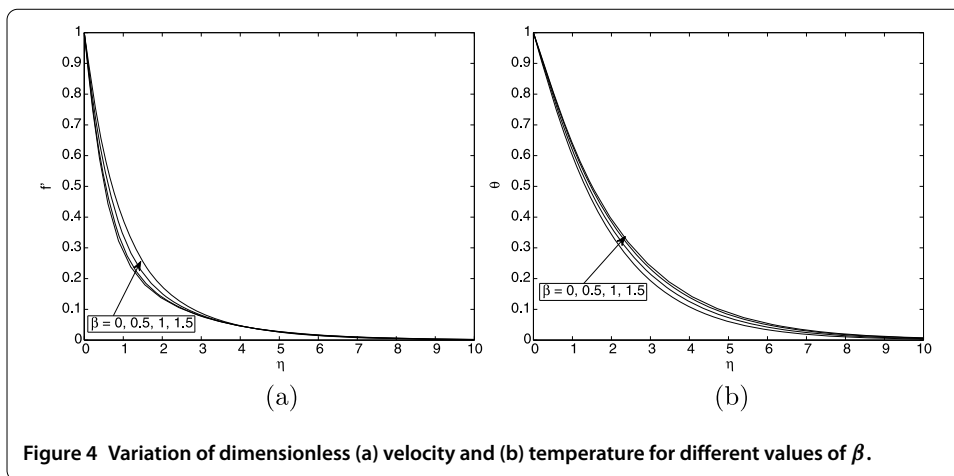 1
0.9
0.8
0.7
0.6
0.5
0.4
0.3
0.2
0.1
0
f'
β = 0, 0.5, 1, 1.5
0 1 2 3 4 5 6 7 8 9 10
η
(a)
1
0.9
0.8
0.7
0.6
0.5
0.4
0.3
0.2
0.1
0
θ
β = 0, 0.5, 1, 1.5
0 1 2 3 4 5 6 7 8 9 10
η
(b)
Figure 4 Variation of dimensionless (a) velocity and (b) temperature for different values of β.